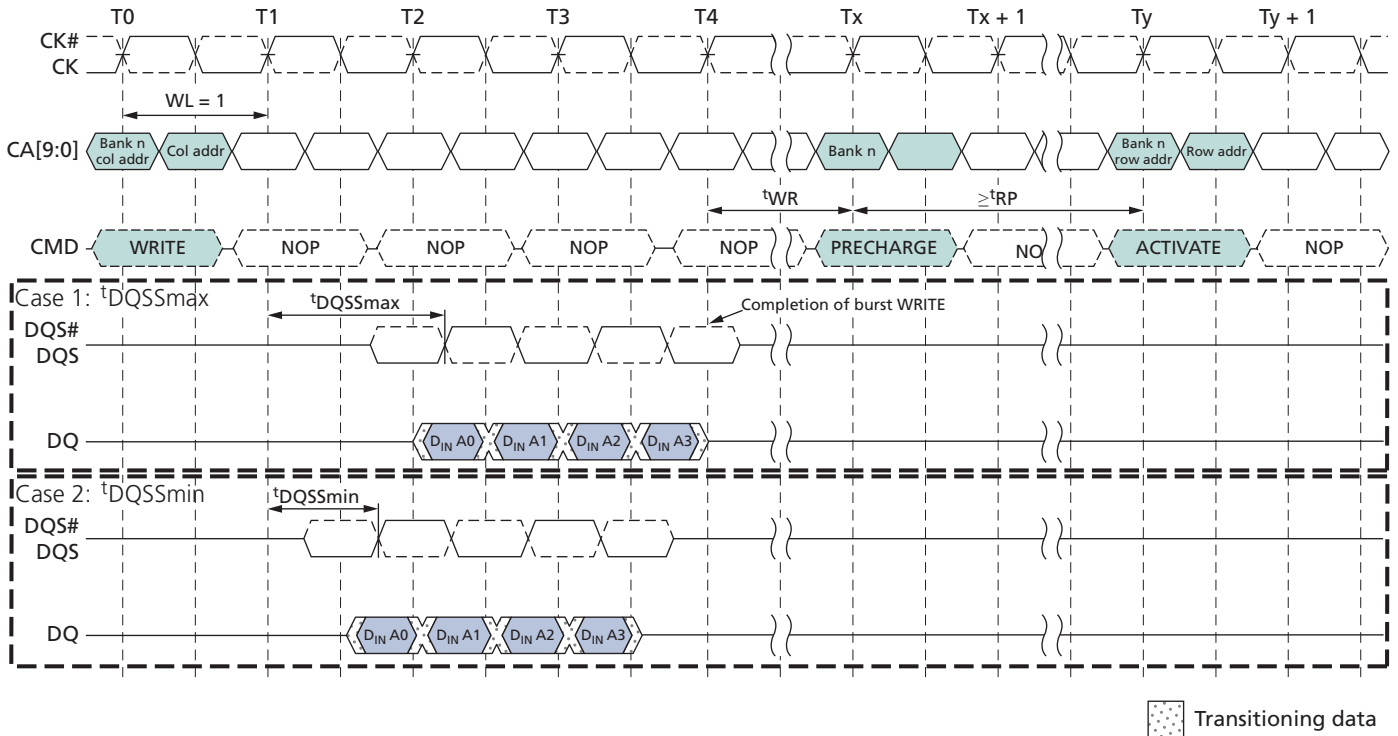 T0 T1 T2 T3 T4 Tx Tx + 1 Ty Ty + 1
CK#
CK
WL = 1
CA[9:0]
Bank n
col addr
Col addr
Bank n
Bank n
row addr
Row addr
tWR
≥tRP
CMD
WRITE NOP NOP NOP NOP PRECHARGE NO ACTIVATE NOP
Case 1: tDQSSmax
tDQSSmax
Completion of burst WRITE
DQS#
DQS
DQ
DIN A0 DIN A1 DIN A2 DIN A3
Case 2: tDQSSmin
tDQSSmin
DQS#
DQS
DQ
DIN A0 DIN A1 DIN A2 DIN A3
Transitioning data